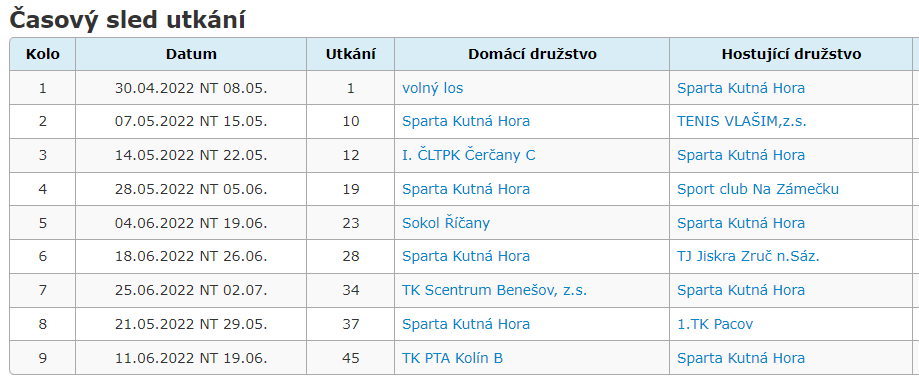 Časový sled utkání
Kolo Datum Utkání Domácí družstvo Hostující družstvo
1 30.04.2022 NT 08.05. 1 volný los Sparta Kutná Hora
2 07.05.2022 NT 15.05. 10 Sparta Kutná Hora TENIS VLAŠIM,z.s.
3 14.05.2022 NT 22.05. 12 I. ČLTPK Čerčany C Sparta Kutná Hora
4 28.05.2022 NT 05.06. 19 Sparta Kutná Hora Sport club Na Zámečku
5 04.06.2022 NT 19.06. 23 Sokol Říčany Sparta Kutná Hora
6 18.06.2022 NT 26.06. 28 Sparta Kutná Hora TJ Jiskra Zruč n.Sáz.
7 25.06.2022 NT 02.07. 34 TK Scentrum Benešov, z.s. Sparta Kutná Hora
8 21.05.2022 NT 29.05. 37 Sparta Kutná Hora 1.TK Pacov
9 11.06.2022 NT 19.06. 45 TK PTA Kolín B Sparta Kutná Hora